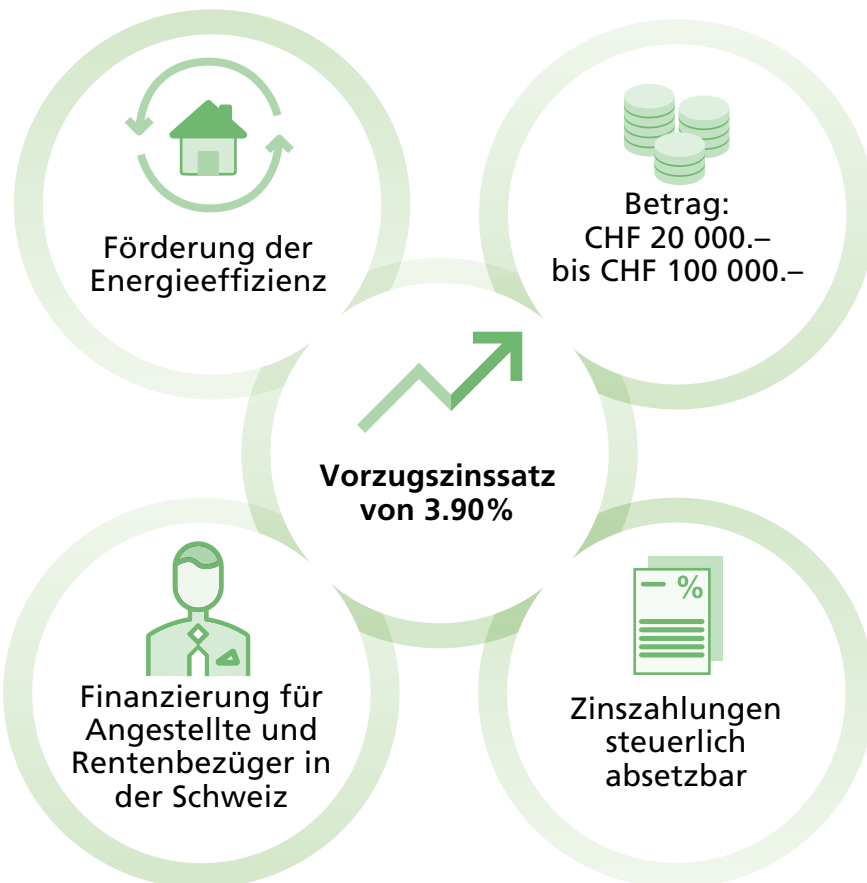 Förderung der
Energieeffizienz
Betrag:
CHF 20 000.–
bis CHF 100 000.–
Vorzugszinssatz
von 3.90%
Finanzierung für
Angestellte und
Rentenbezüger in
der Schweiz
– %
Zinszahlungen
steuerlich
absetzbar